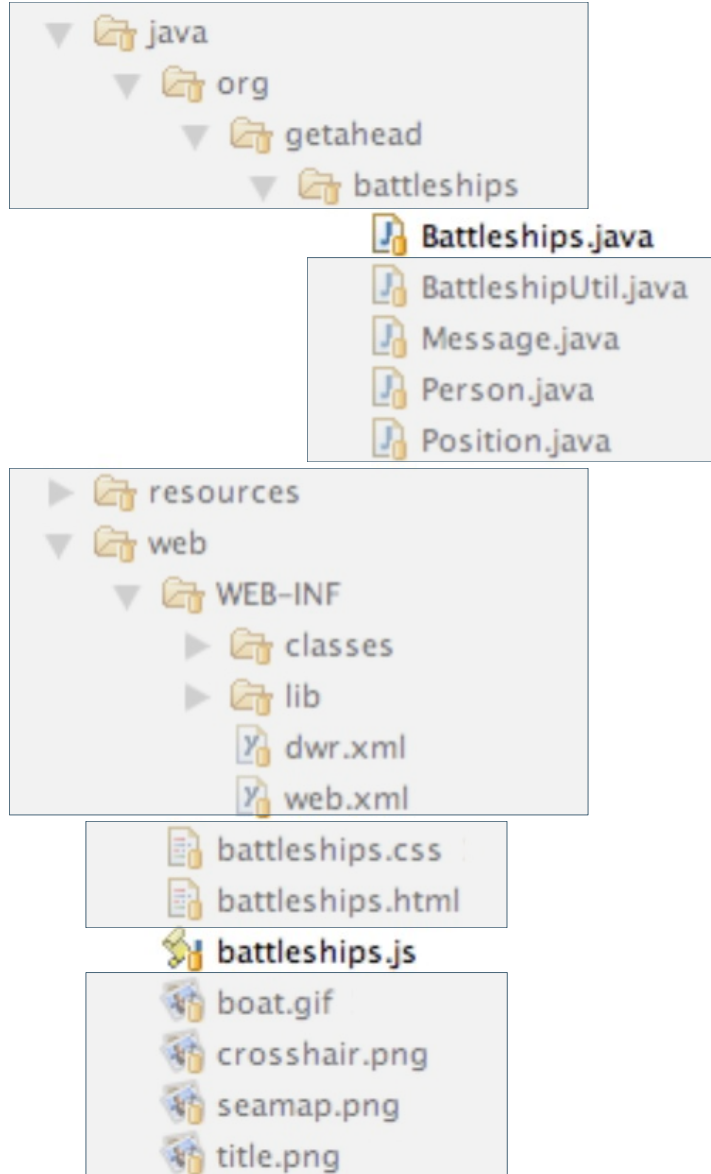 java
org
getahead
battleships
Battleships.java
BattleshipUtil.java
Message.java
Person.java
Position.java
resources
web
WEB-INF
classes
lib
dwr.xml
web.xml
battleships.css
battleships.html
battleships.js
boat.gif
crosshair.png
seamap.png
title.png